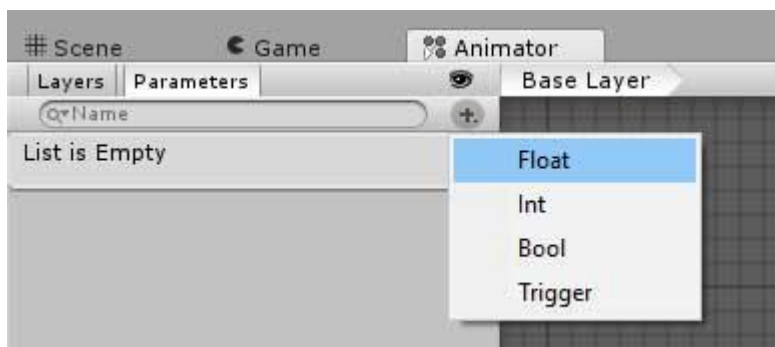 Scene Game Animator
Layers Parameters Base Layer
Name
List is Empty
Float
Int
Bool
Trigger